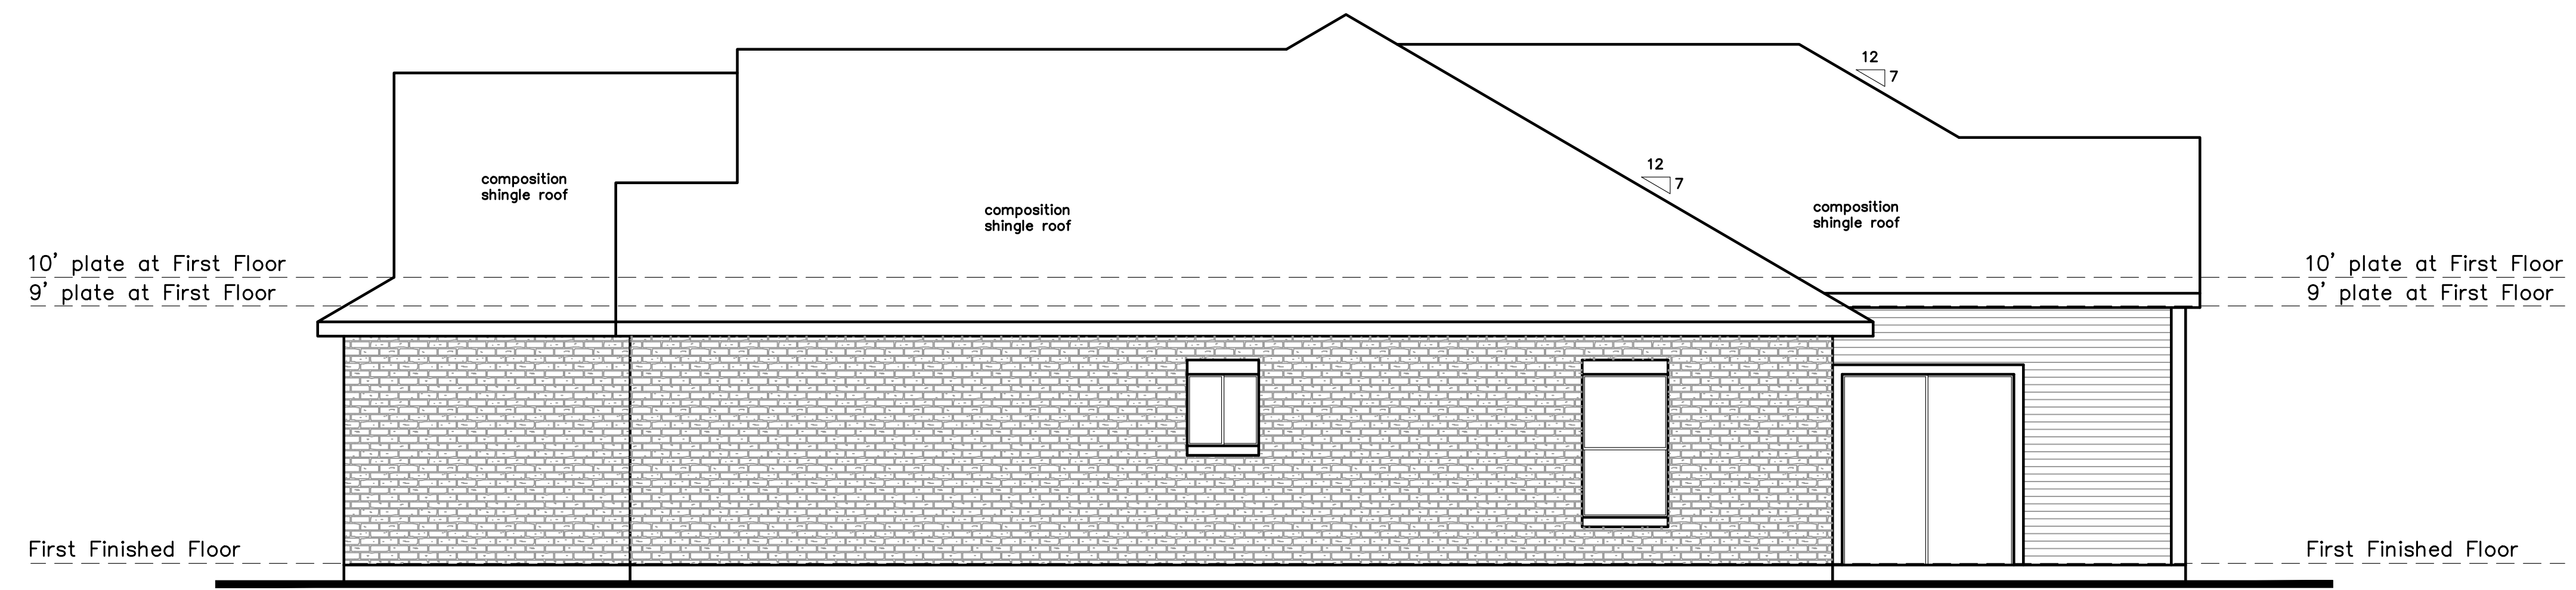 12
7
12
7
composition
shingle roof
composition
shingle roof
composition
shingle roof
10’ plate at First Floor
9’ plate at First Floor
10’ plate at First Floor
9’ plate at First Floor
First Finished Floor
First Finished Floor